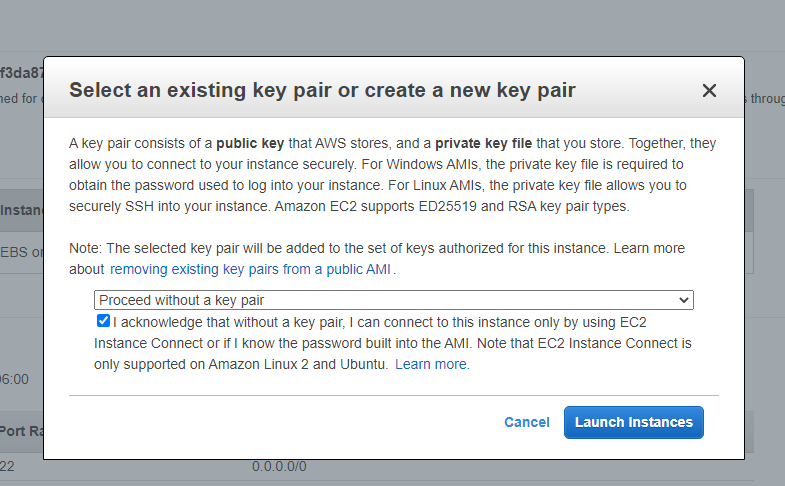 f3da87
Select an existing key pair or create a new key pair
ned for
s throug
A key pair consists of a public key that AWS stores, and a private key file that you store. Together, they
allow you to connect to your instance securely. For Windows AMIs, the private key file is required to
obtain the password used to log into your instance. For Linux AMIs, the private key file allows you to
securely SSH into your instance. Amazon EC2 supports ED25519 and RSA key pair types.
Instan
Note: The selected key pair will be added to the set of keys authorized for this instance. Learn more
EBS or
about removing existing key pairs from a public AMI.
Proceed without a key pair
I acknowledge that without a key pair, I can connect to this instance only by using EC2
Instance Connect or if I know the password built into the AMI. Note that EC2 Instance Connect is
only supported on Amazon Linux 2 and Ubuntu. Learn more.
06:00
Cancel
Launch Instances
Port Ra
22
0.0.0.0/0